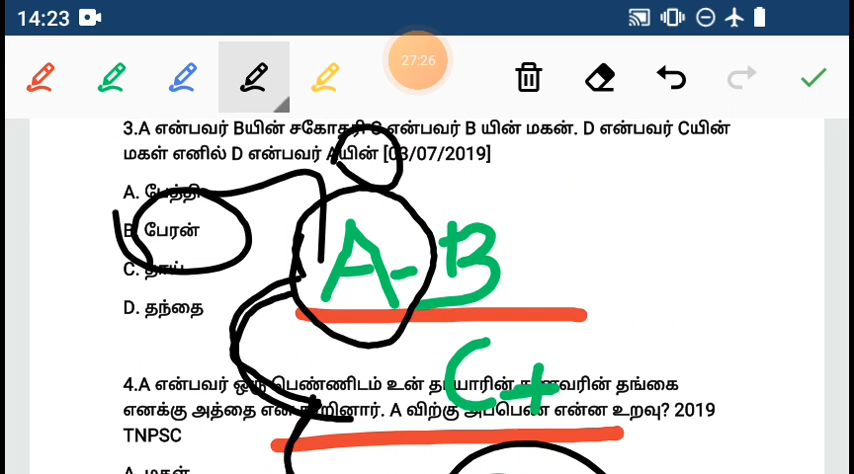 14:23
27:26
3.A என்பவர் Bயின் சகோதரி C என்பவர் B யின் மகன். D என்பவர் Cயின்
மகள் எனில் D என்பவர் Aயின் [03/07/2019]
A. பேத்தி
B. பேரன்
C. தாய்
D. தந்தை
A - B
C +
4.A என்பவர் ஒரு பெண்ணிடம் உன் தாயாரின் கணவரின் தங்கை
எனக்கு அத்தை என கூறினார். A விற்கு அப்பெண் என்ன உறவு? 2019
TNPSC
A. மகள்